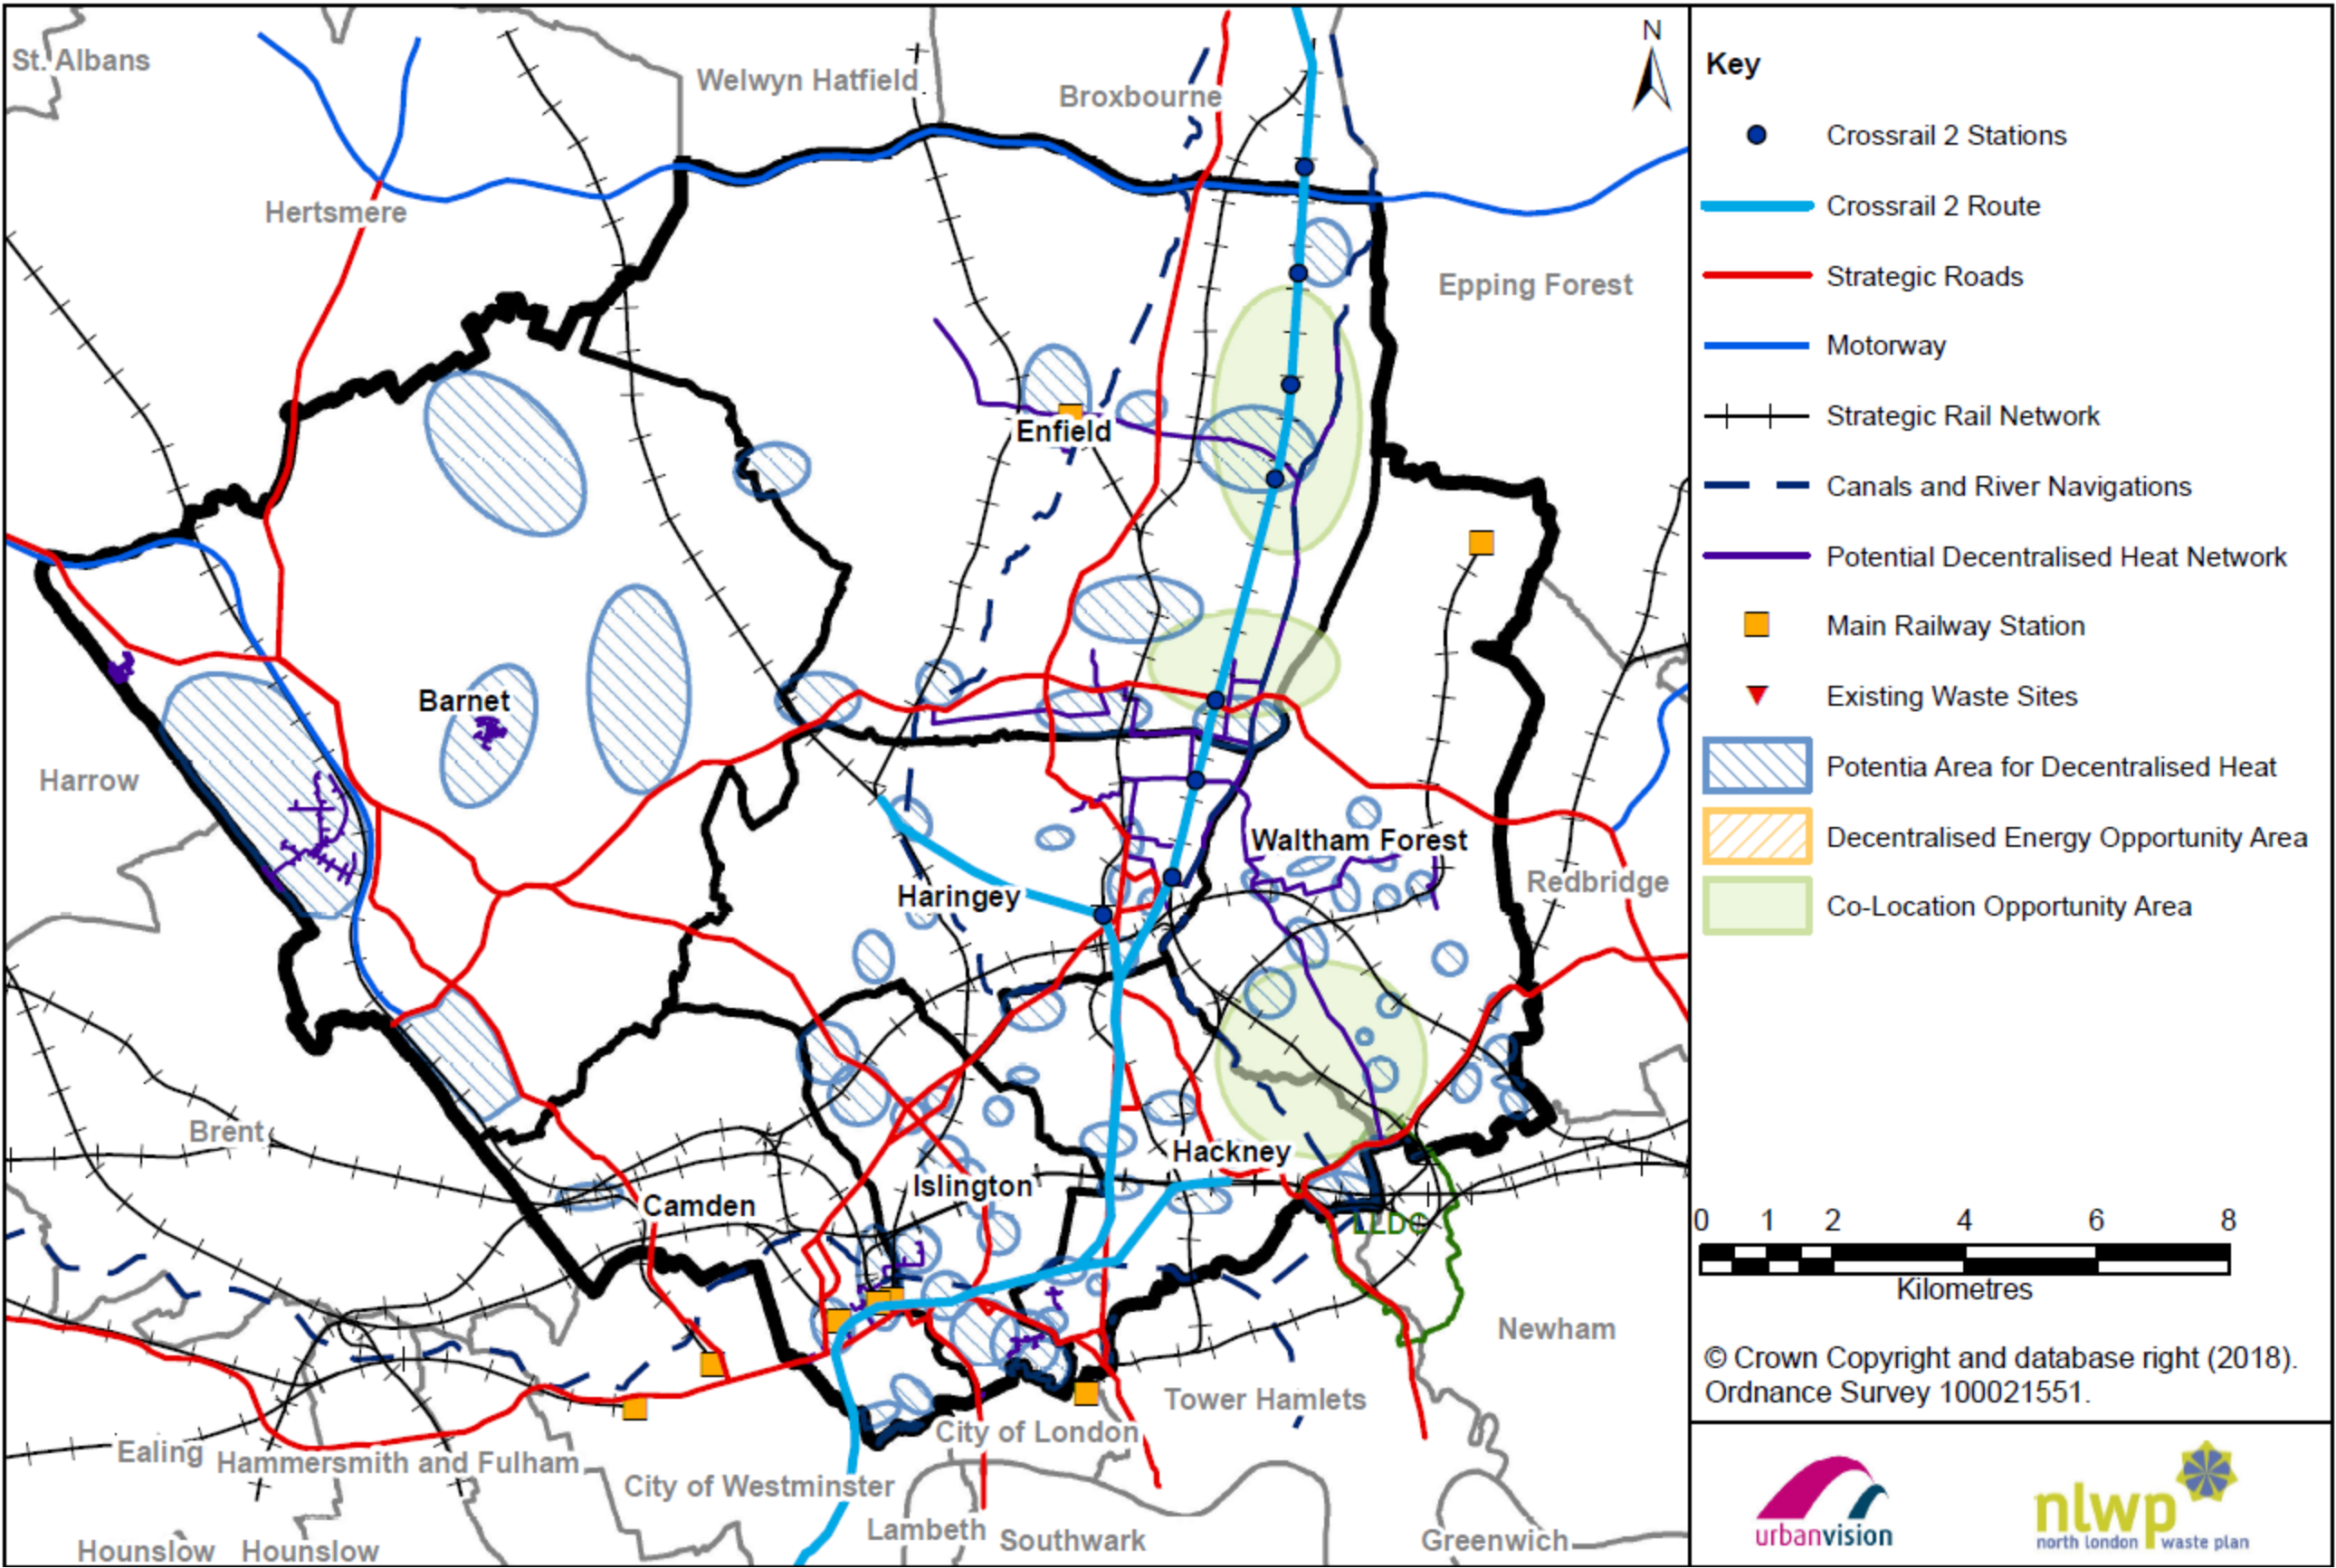 St. Albans
Welwyn Hatfield
Broxbourne
N
Hertsmere
Epping Forest
Enfield
Barnet
Harrow
Waltham Forest
Haringey
Redbridge
Brent
Hackney
Islington
Camden
LLDC
Newham
Tower Hamlets
City of London
Ealing
Hammersmith and Fulham
City of Westminster
Lambeth
Southwark
Greenwich
Hounslow
Hounslow
Key
Crossrail 2 Stations
Crossrail 2 Route
Strategic Roads
Motorway
Strategic Rail Network
Canals and River Navigations
Potential Decentralised Heat Network
Main Railway Station
Existing Waste Sites
Potentia Area for Decentralised Heat
Decentralised Energy Opportunity Area
Co-Location Opportunity Area
0 1 2 4 6 8
Kilometres
© Crown Copyright and database right (2018).
Ordnance Survey 100021551.
urbanvision
nlwp
north london waste plan